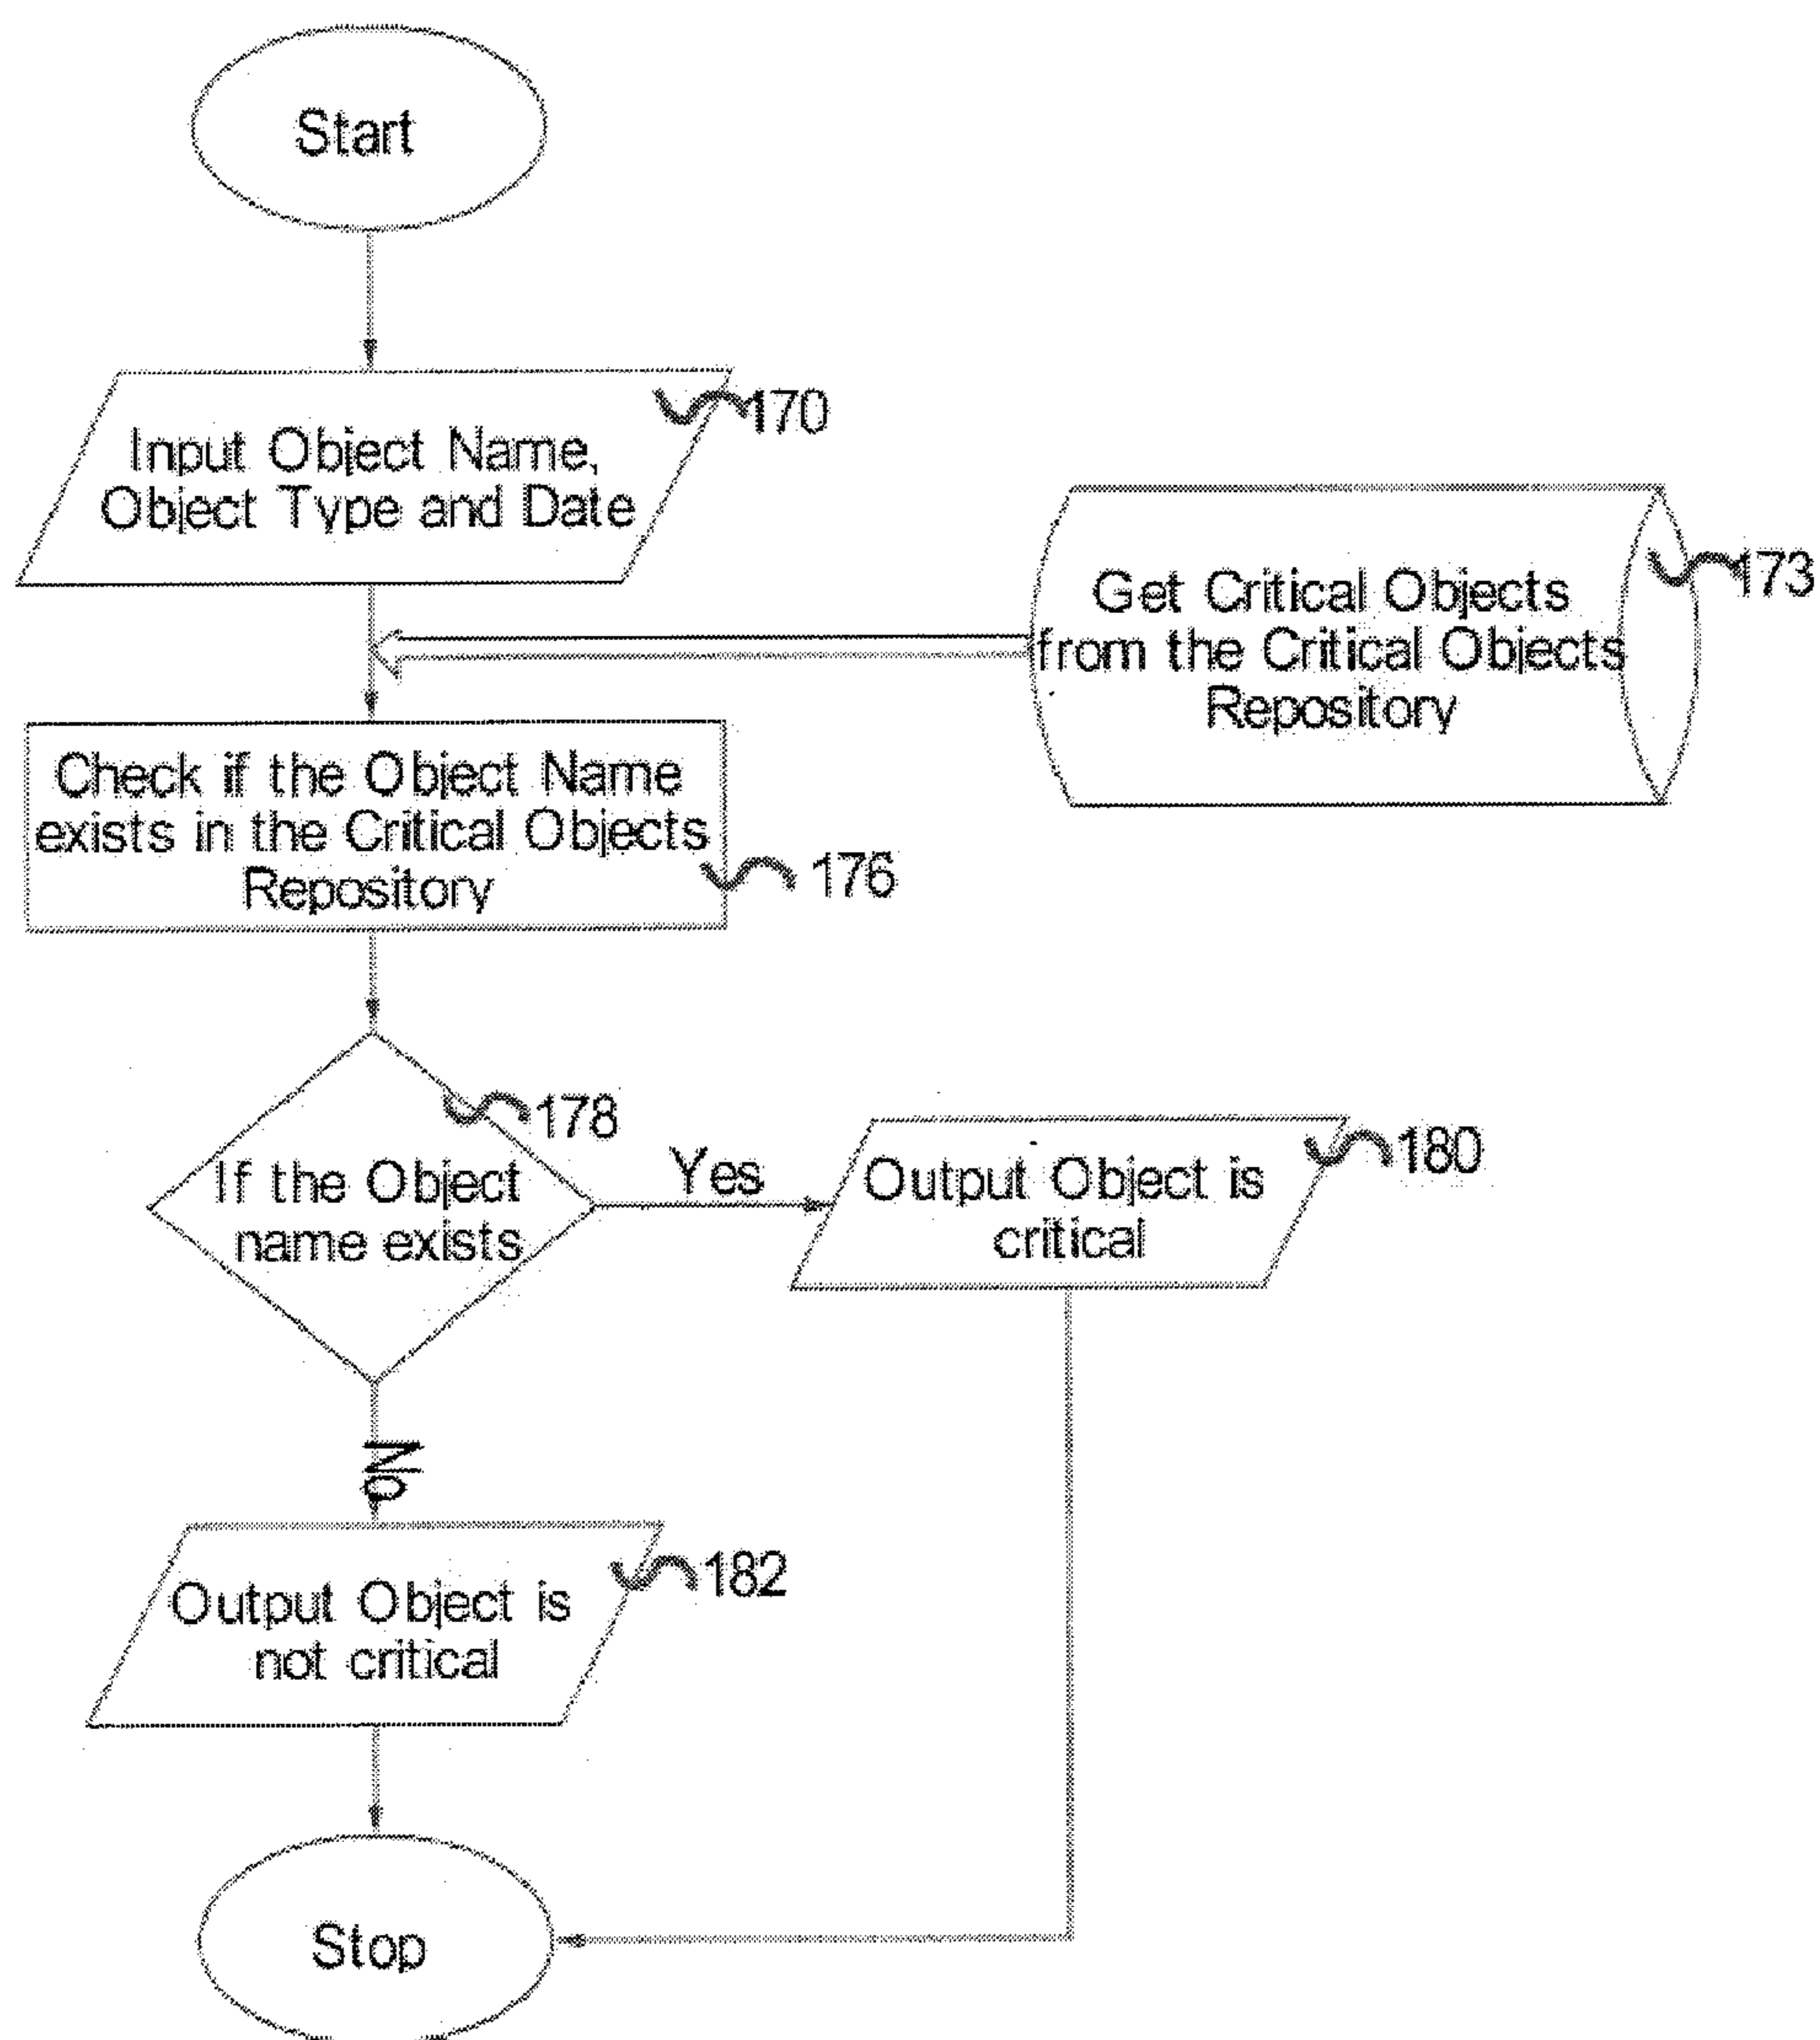 Start
170
Input Object Name,
Object Type and Date
173
Get Critical Objects
from the Critical Objects
Repository
Check if the Object Name
exists in the Critical Objects
Repository
176
178
If the Object
name exists
Yes
180
Output Object is
critical
No
182
Output Object is
not critical
Stop